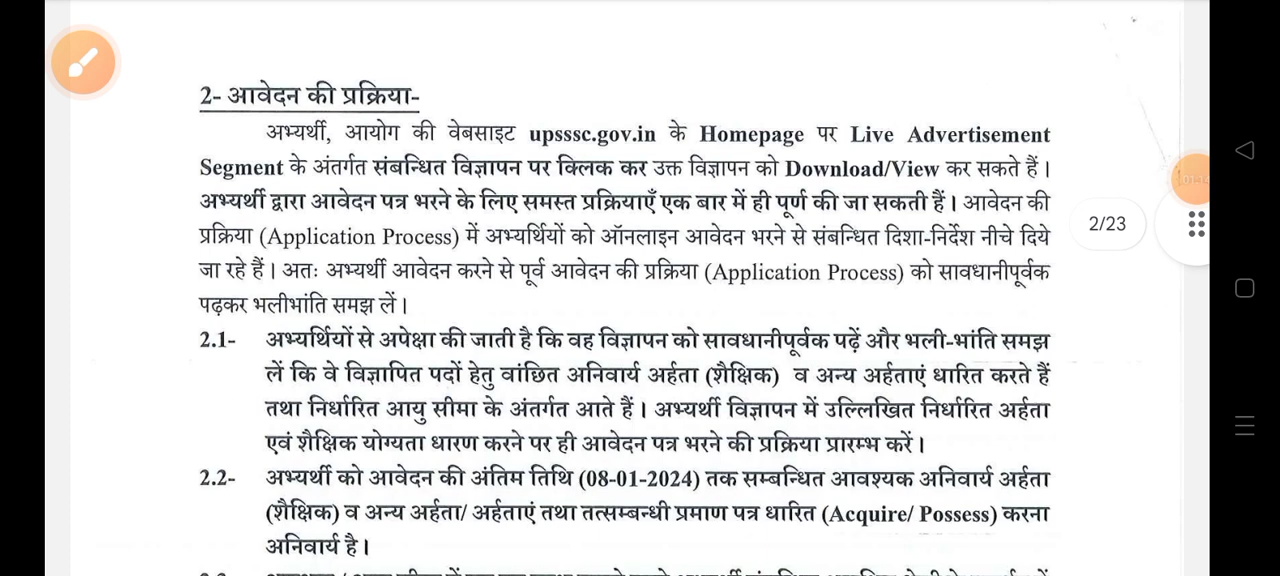 2- आवेदन की प्रक्रिया-
अभ्यर्थी, आयोग की वेबसाइट upsssc.gov.in के Homepage पर Live Advertisement
Segment के अंतर्गत संबन्धित विज्ञापन पर क्लिक कर उक्त विज्ञापन को Download/View कर सकते हैं।
अभ्यर्थी द्वारा आवेदन पत्र भरने के लिए समस्त प्रक्रियाएँ एक बार में ही पूर्ण की जा सकती हैं। आवेदन की
प्रक्रिया (Application Process) में अभ्यर्थियों को ऑनलाइन आवेदन भरने से संबन्धित दिशा-निर्देश नीचे दिये
2/23
जा रहे हैं। अतः अभ्यर्थी आवेदन करने से पूर्व आवेदन की प्रक्रिया (Application Process) को सावधानीपूर्वक
पढ़कर भलीभांति समझ लें।
2.1- अभ्यर्थियों से अपेक्षा की जाती है कि वह विज्ञापन को सावधानीपूर्वक पढ़ें और भली-भांति समझ
लें कि वे विज्ञापित पदों हेतु वांछित अनिवार्य अर्हता (शैक्षिक) व अन्य अर्हताएं धारित करते हैं
तथा निर्धारित आयु सीमा के अंतर्गत आते हैं। अभ्यर्थी विज्ञापन में उल्लिखित निर्धारित अर्हता
एवं शैक्षिक योग्यता धारण करने पर ही आवेदन पत्र भरने की प्रक्रिया प्रारम्भ करें।
2.2- अभ्यर्थी को आवेदन की अंतिम तिथि (08-01-2024) तक सम्बन्धित आवश्यक अनिवार्य अर्हता
(शैक्षिक) व अन्य अर्हता/ अर्हताएं तथा तत्सम्बन्धी प्रमाण पत्र धारित (Acquire/ Possess) करना
अनिवार्य है।